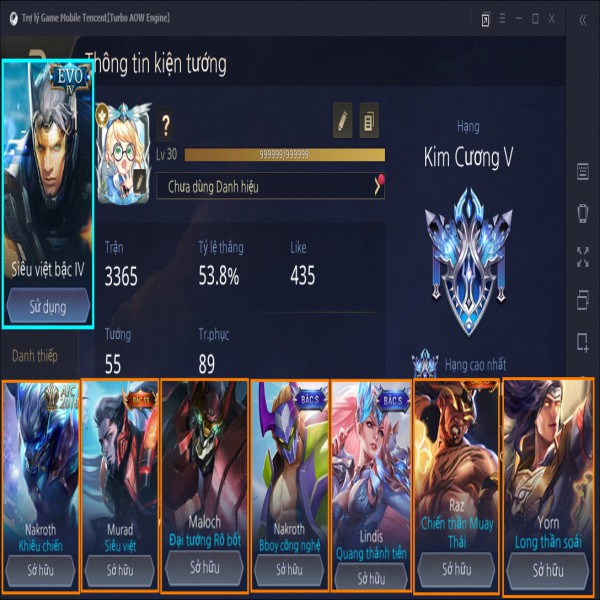 Trợ lý Game Mobile Tencent[Turbo AOW Engine]
Thông tin kiện tướng
EVO
IV
Siêu việt bậc IV
Sử dụng
Danh thiếp
?
Lv 30
999999/999999
Chưa dùng Danh hiệu
Trận
3365
Tỷ lệ thắng
53.8%
Like
435
Tướng
55
Tr.phục
89
Hạng
Kim Cương V
Hạng cao nhất
AIC
2018
Nakroth
Khiêu chiến
Sở hữu
BẬC S+
Murad
Siêu việt
Sở hữu
Maloch
Đại tướng Rô bốt
Sở hữu
BẬC S
Nakroth
Bboy công nghệ
Sở hữu
BẬC S
Lindis
Quang thánh tiễn
Sở hữu
Raz
Chiến thần Muay
Thái
Sở hữu
Yorn
Long thần soái
Sở hữu